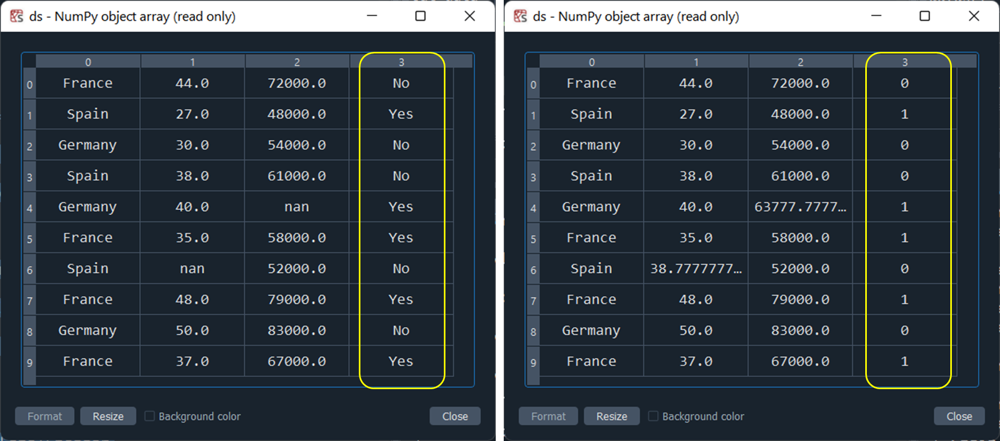 ds - NumPy object array (read only)
0 1 2 3
0 France 44.0 72000.0 No
1 Spain 27.0 48000.0 Yes
2 Germany 30.0 54000.0 No
3 Spain 38.0 61000.0 No
4 Germany 40.0 nan Yes
5 France 35.0 58000.0 Yes
6 Spain nan 52000.0 No
7 France 48.0 79000.0 Yes
8 Germany 50.0 83000.0 No
9 France 37.0 67000.0 Yes
Format Resize Background color Close
ds - NumPy object array (read only)
0 1 2 3
0 France 44.0 72000.0 0
1 Spain 27.0 48000.0 1
2 Germany 30.0 54000.0 0
3 Spain 38.0 61000.0 0
4 Germany 40.0 63777.7777… 1
5 France 35.0 58000.0 1
6 Spain 38.7777777… 52000.0 0
7 France 48.0 79000.0 1
8 Germany 50.0 83000.0 0
9 France 37.0 67000.0 1
Format Resize Background color Close